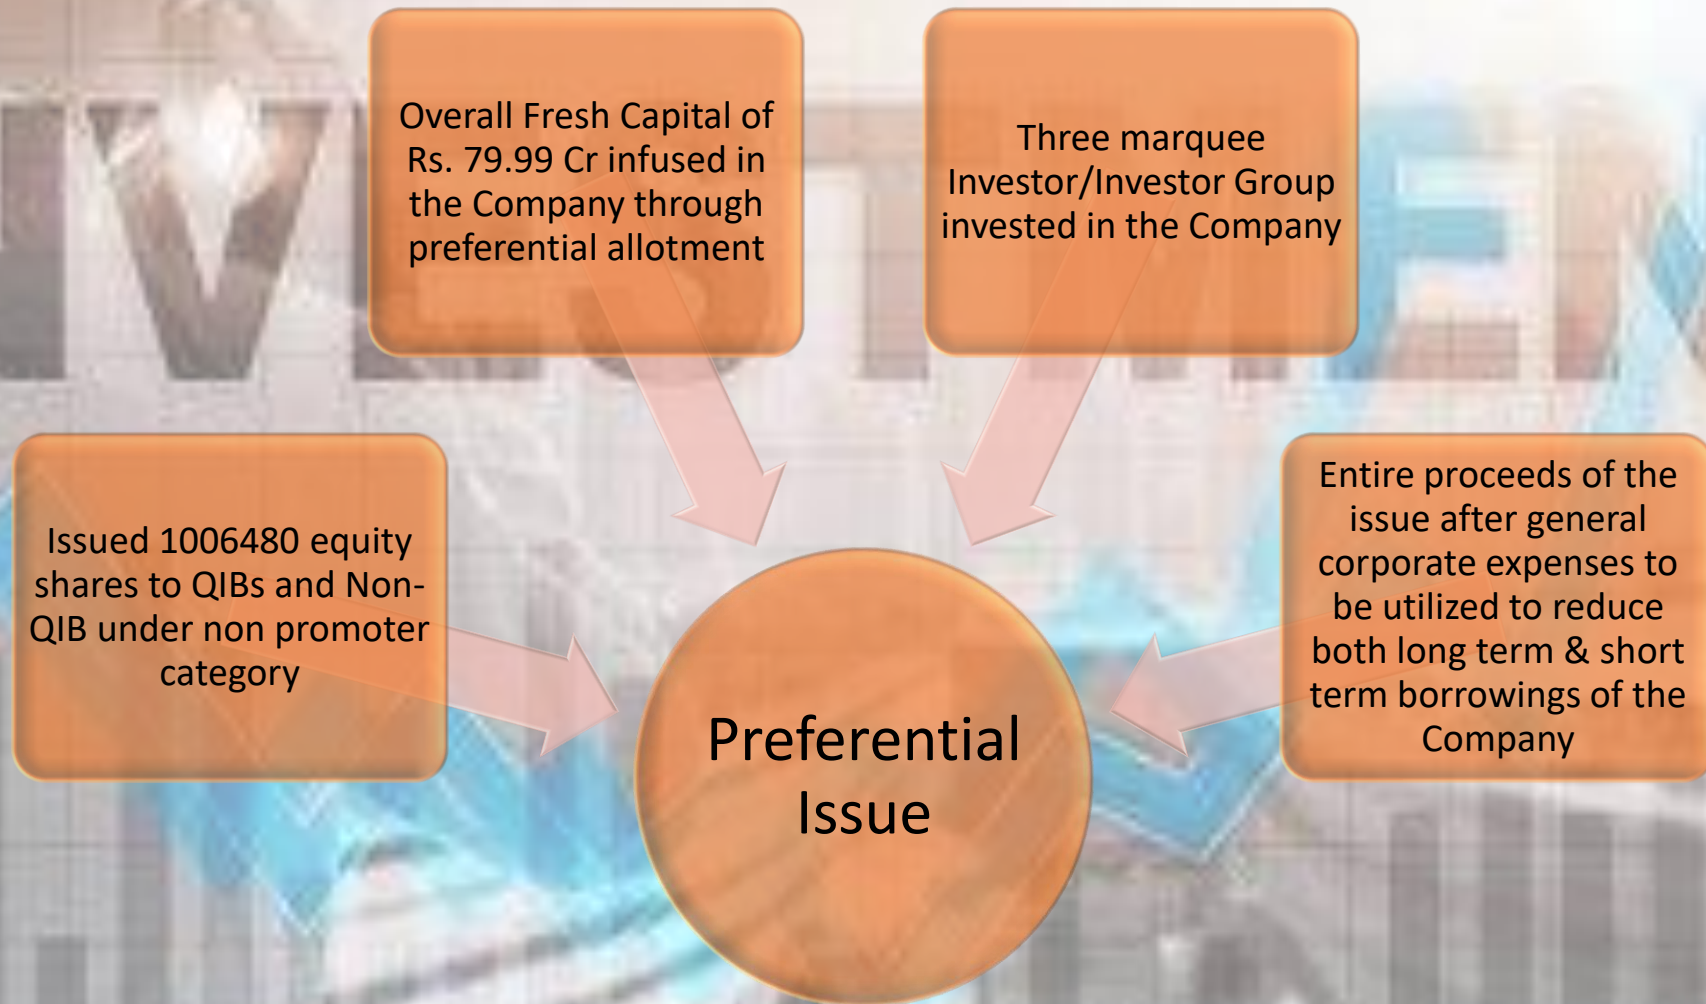 Overall Fresh Capital of
Rs. 79.99 Cr infused in
the Company through
preferential allotment
Three marquee
Investor/Investor Group
invested in the Company
Issued 1006480 equity
shares to QIBs and Non-
QIB under non promoter
category
Entire proceeds of the
issue after general
corporate expenses to
be utilized to reduce
both long term & short
term borrowings of the
Company
Preferential
Issue